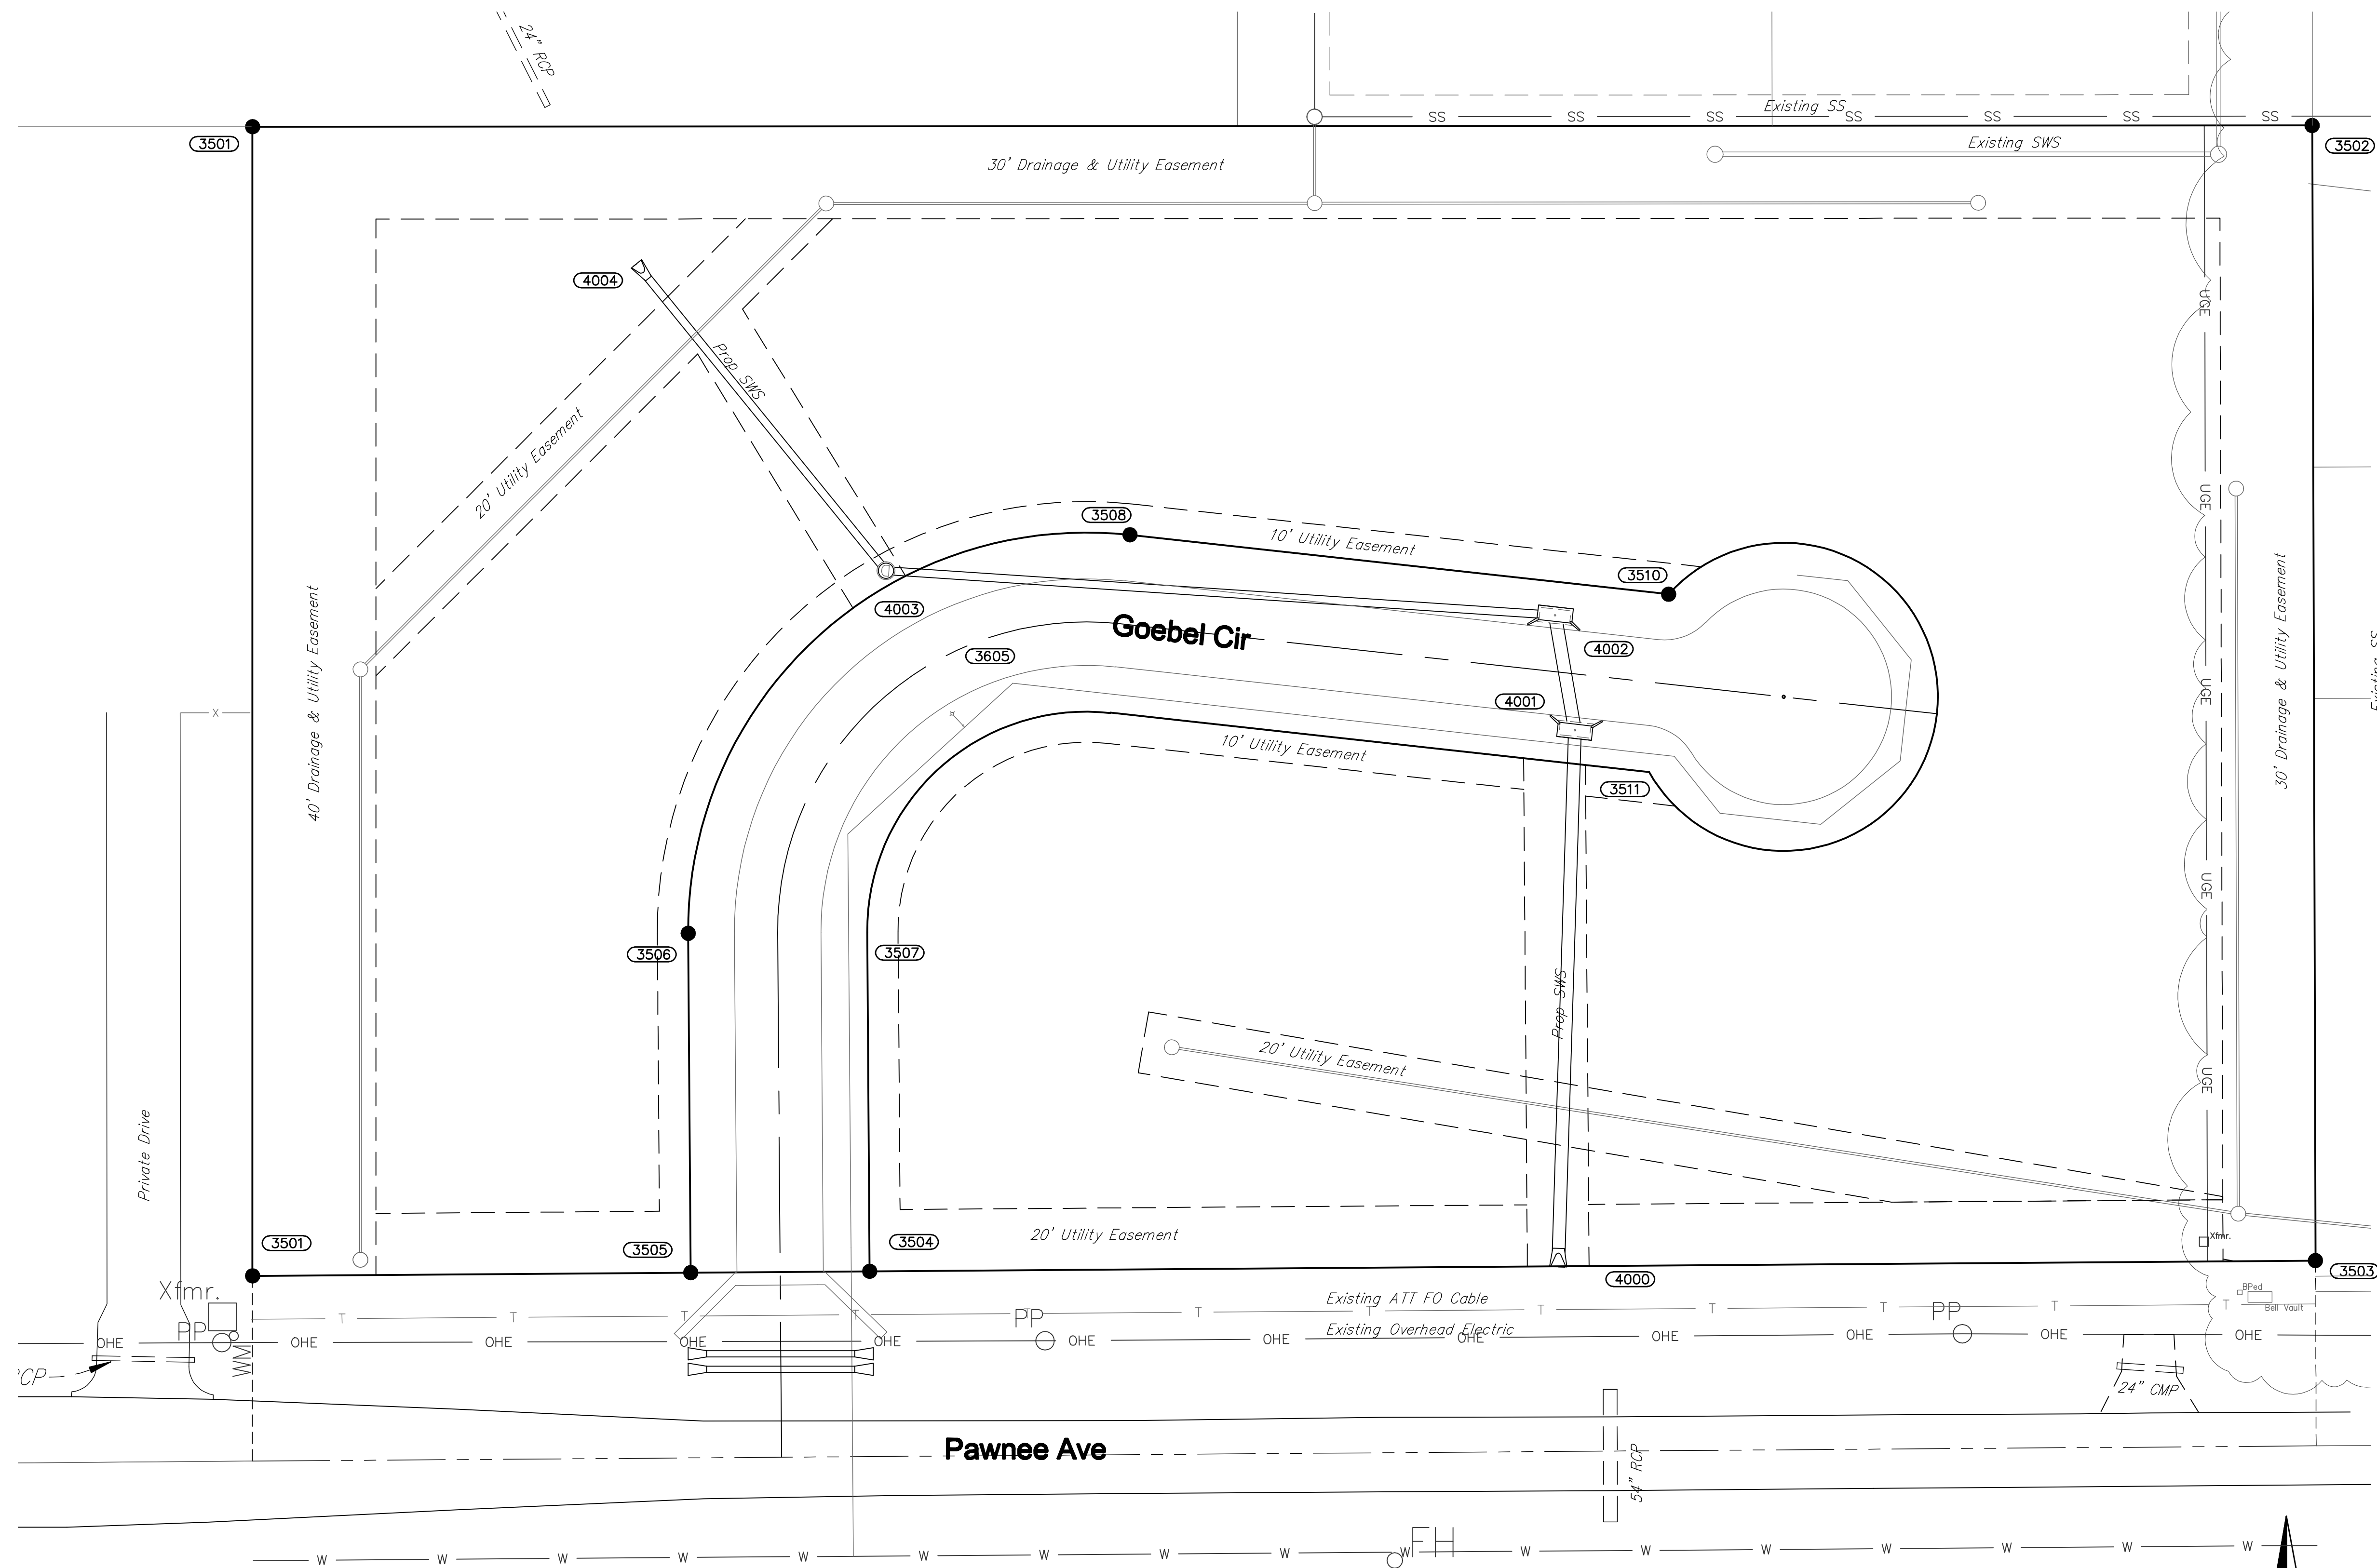 24" RCP
Existing SS
SS SS SS SS SS SS SS
3501
30' Drainage & Utility Easement
Existing SWS
3502
4004
UGE
Prop SWS
20' Utility Easement
UGE
3508
10' Utility Easement
3510
4003
Goebel Cir
3605
4002
40' Drainage & Utility Easement
30' Drainage & Utility Easement
Existing SS
4001
UGE
X
10' Utility Easement
3511
UGE
3506
3507
Prop SWS
20' Utility Easement
UGE
Private Drive
3501
3505
3504
20' Utility Easement
Xfmr.
4000
3503
Xfmr.
BPed
Bell Vault
Existing ATT FO Cable
T T T T T T T T T T T T
PP
PP
PP
Existing Overhead Electric
OHE OHE OHE OHE OHE OHE OHE OHE OHE OHE OHE OHE
'CP
24" CMP
Pawnee Ave
54" RCP
FH
W W W W W W W W W W W W W W W W W